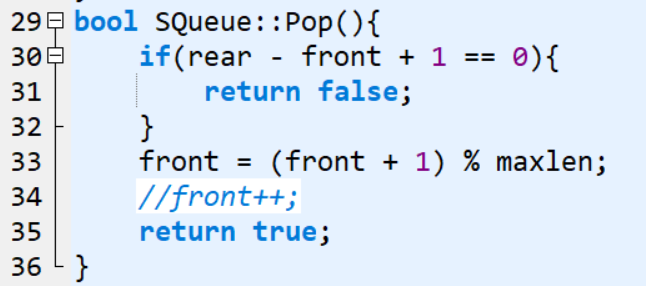 29 bool SQueue::Pop(){
30 if(rear - front + 1 == 0){
31 return false;
32 }
33 front = (front + 1) % maxlen;
34 //front++;
35 return true;
36 }